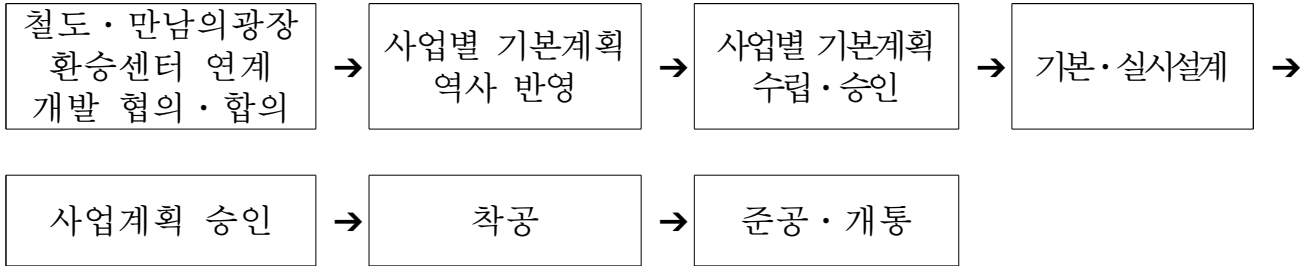 철도·만남의광장
환승센터 연계
개발 협의·합의
➔
사업별 기본계획
역사 반영
➔
사업별 기본계획
수립·승인
➔
기본·실시설계
➔
사업계획 승인
➔
착공
➔
준공·개통